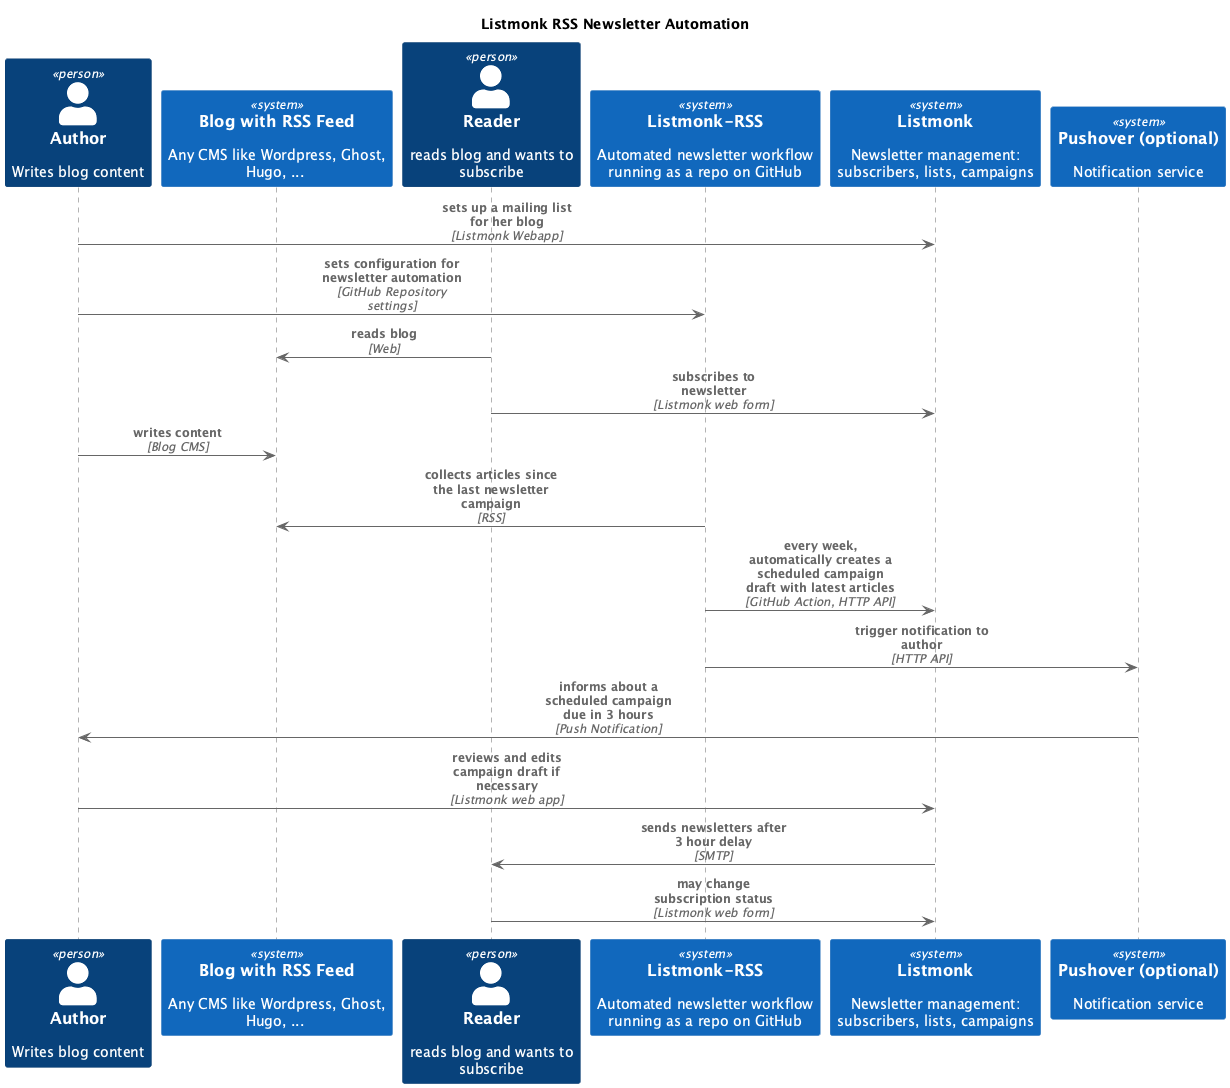 Listmonk RSS Newsletter Automation
«person»
Author
Writes blog content
«system»
Blog with RSS Feed
Any CMS like Wordpress, Ghost,
Hugo, ...
«person»
Reader
reads blog and wants to
subscribe
«system»
Listmonk-RSS
Automated newsletter workflow
running as a repo on GitHub
«system»
Listmonk
Newsletter management:
subscribers, lists, campaigns
«system»
Pushover (optional)
Notification service
sets up a mailing list
for her blog
[Listmonk Webapp]
sets configuration for
newsletter automation
[GitHub Repository
settings]
reads blog
[Web]
subscribes to
newsletter
[Listmonk web form]
writes content
[Blog CMS]
collects articles since
the last newsletter
campaign
[RSS]
every week,
automatically creates a
scheduled campaign
draft with latest articles
[GitHub Action, HTTP API]
trigger notification to
author
[HTTP API]
informs about a
scheduled campaign
due in 3 hours
[Push Notification]
reviews and edits
campaign draft if
necessary
[Listmonk web app]
sends newsletters after
3 hour delay
[SMTP]
may change
subscription status
[Listmonk web form]
«person»
Author
Writes blog content
«system»
Blog with RSS Feed
Any CMS like Wordpress, Ghost,
Hugo, ...
«person»
Reader
reads blog and wants to
subscribe
«system»
Listmonk-RSS
Automated newsletter workflow
running as a repo on GitHub
«system»
Listmonk
Newsletter management:
subscribers, lists, campaigns
«system»
Pushover (optional)
Notification service